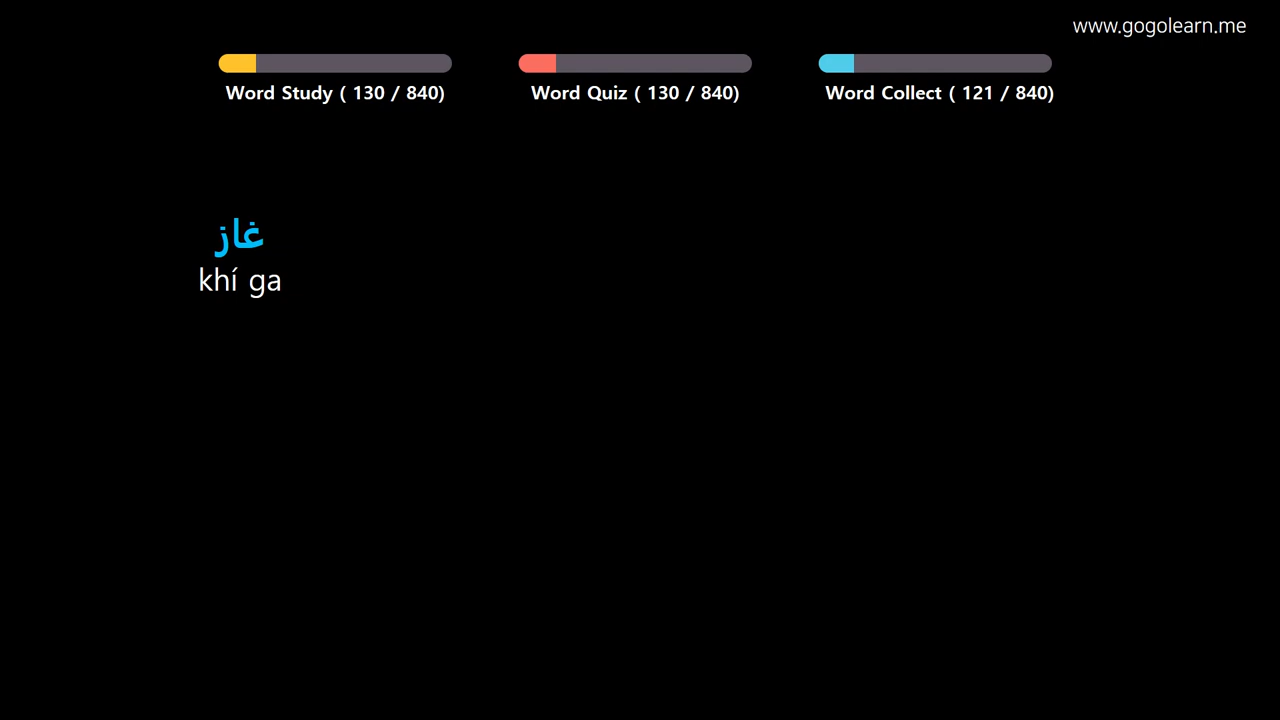 www.gogolearn.me
Word Study ( 130 / 840)
Word Quiz ( 130 / 840)
Word Collect ( 121 / 840)
غاز
khí ga